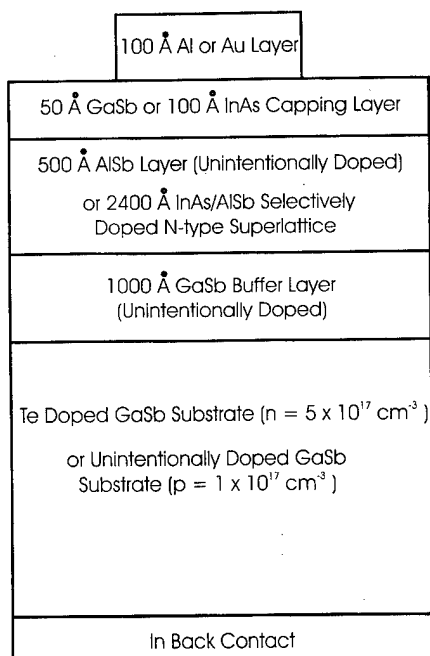 100 Å Al or Au Layer
50 Å GaSb or 100 Å InAs Capping Layer
500 Å AlSb Layer (Unintentionally Doped)
or 2400 Å InAs/AlSb Selectively
Doped N-type Superlattice
1000 Å GaSb Buffer Layer
(Unintentionally Doped)
Te Doped GaSb Substrate (n = 5 x 10¹⁷ cm⁻³ )
or Unintentionally Doped GaSb
Substrate (p = 1 x 10¹⁷ cm⁻³ )
In Back Contact